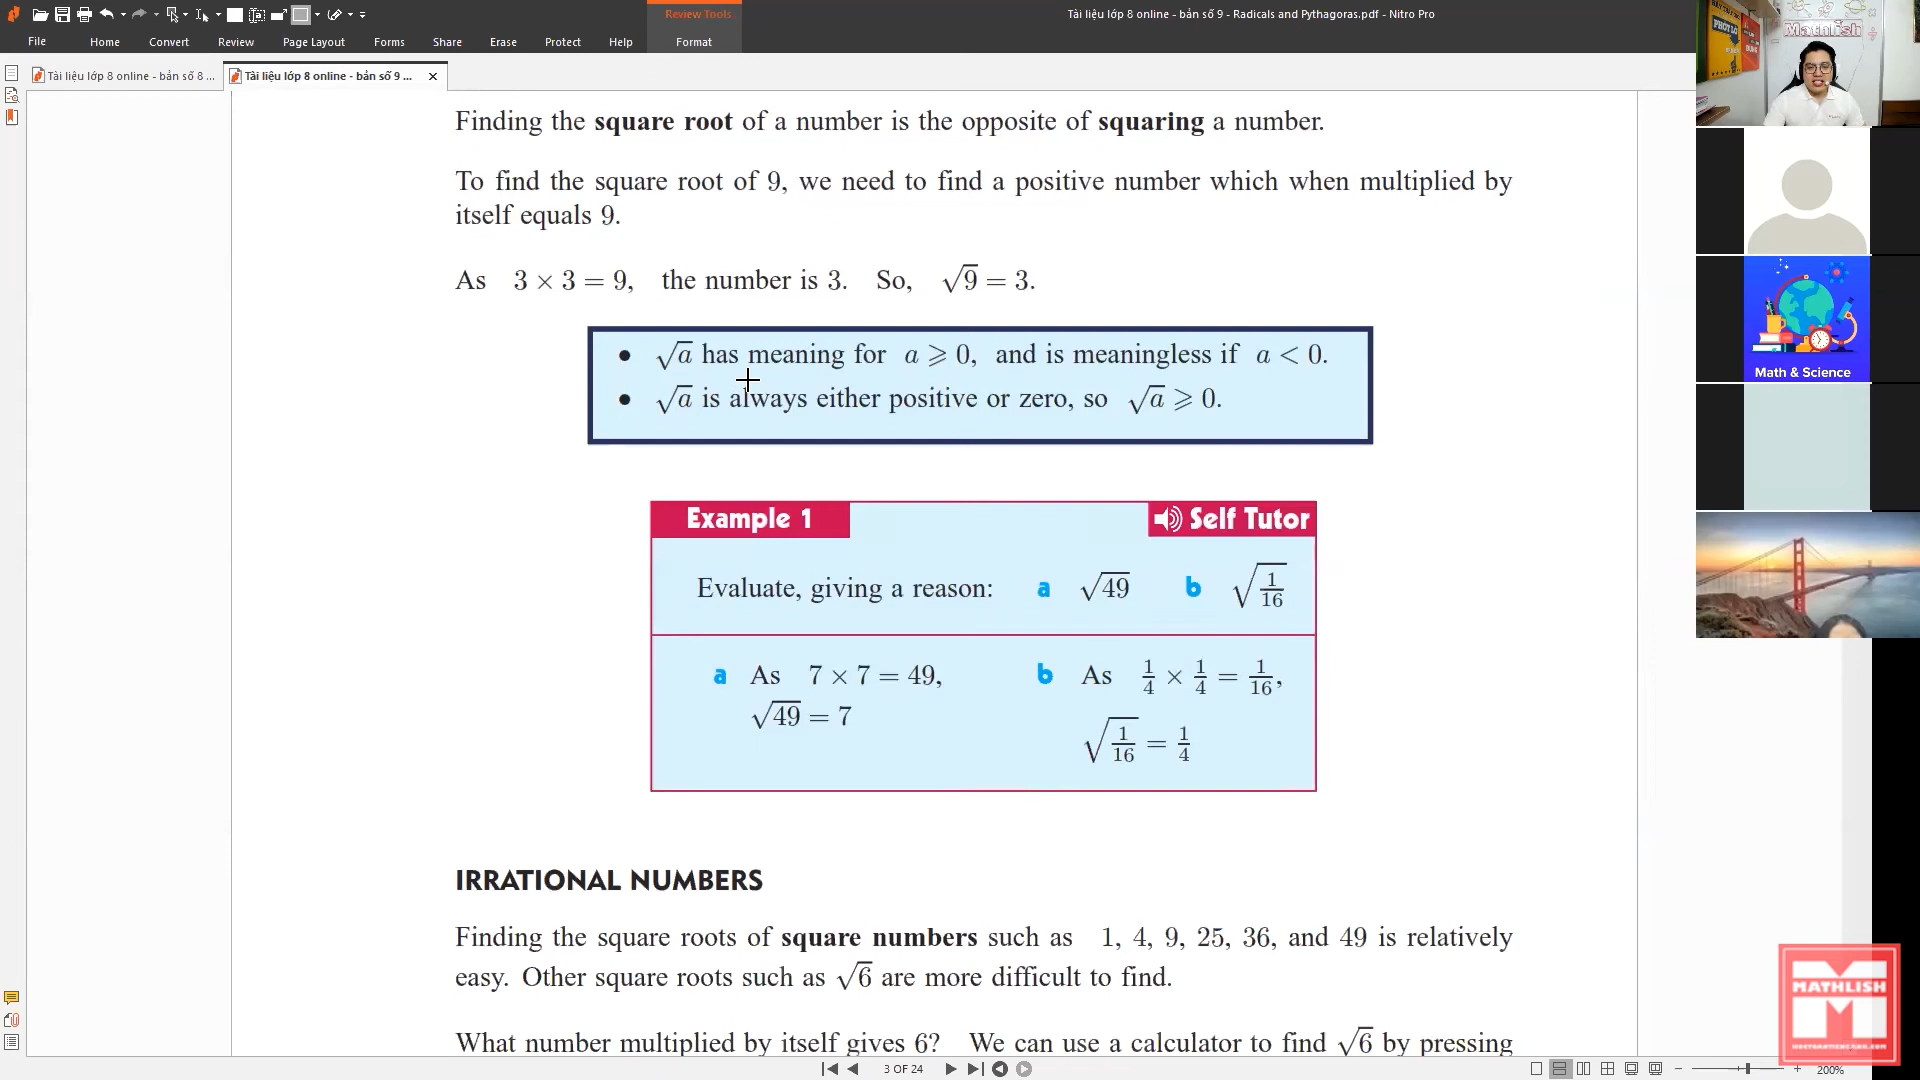 Review Tools
Tài liệu lớp 8 online - bản số 9 - Radicals and Pythagoras.pdf - Nitro Pro
File Home Convert Review Page Layout Forms Share Erase Protect Help Format
Tài liệu lớp 8 online - bản số 8 ...
Tài liệu lớp 8 online - bản số 9 ...
Finding the square root of a number is the opposite of squaring a number.
To find the square root of 9, we need to find a positive number which when multiplied by
itself equals 9.
As 3 × 3 = 9, the number is 3. So, √9 = 3.
• √a has meaning for a ⩾ 0, and is meaningless if a < 0.
• √a is always either positive or zero, so √a ⩾ 0.
Example 1
Self Tutor
Evaluate, giving a reason: a √49 b √(1/16)
a As 7 × 7 = 49,
√49 = 7
b As 1/4 × 1/4 = 1/16,
√(1/16) = 1/4
IRRATIONAL NUMBERS
Finding the square roots of square numbers such as 1, 4, 9, 25, 36, and 49 is relatively
easy. Other square roots such as √6 are more difficult to find.
What number multiplied by itself gives 6? We can use a calculator to find √6 by pressing
3 OF 24
200%
Mathlish
Math & Science
MATHLISH